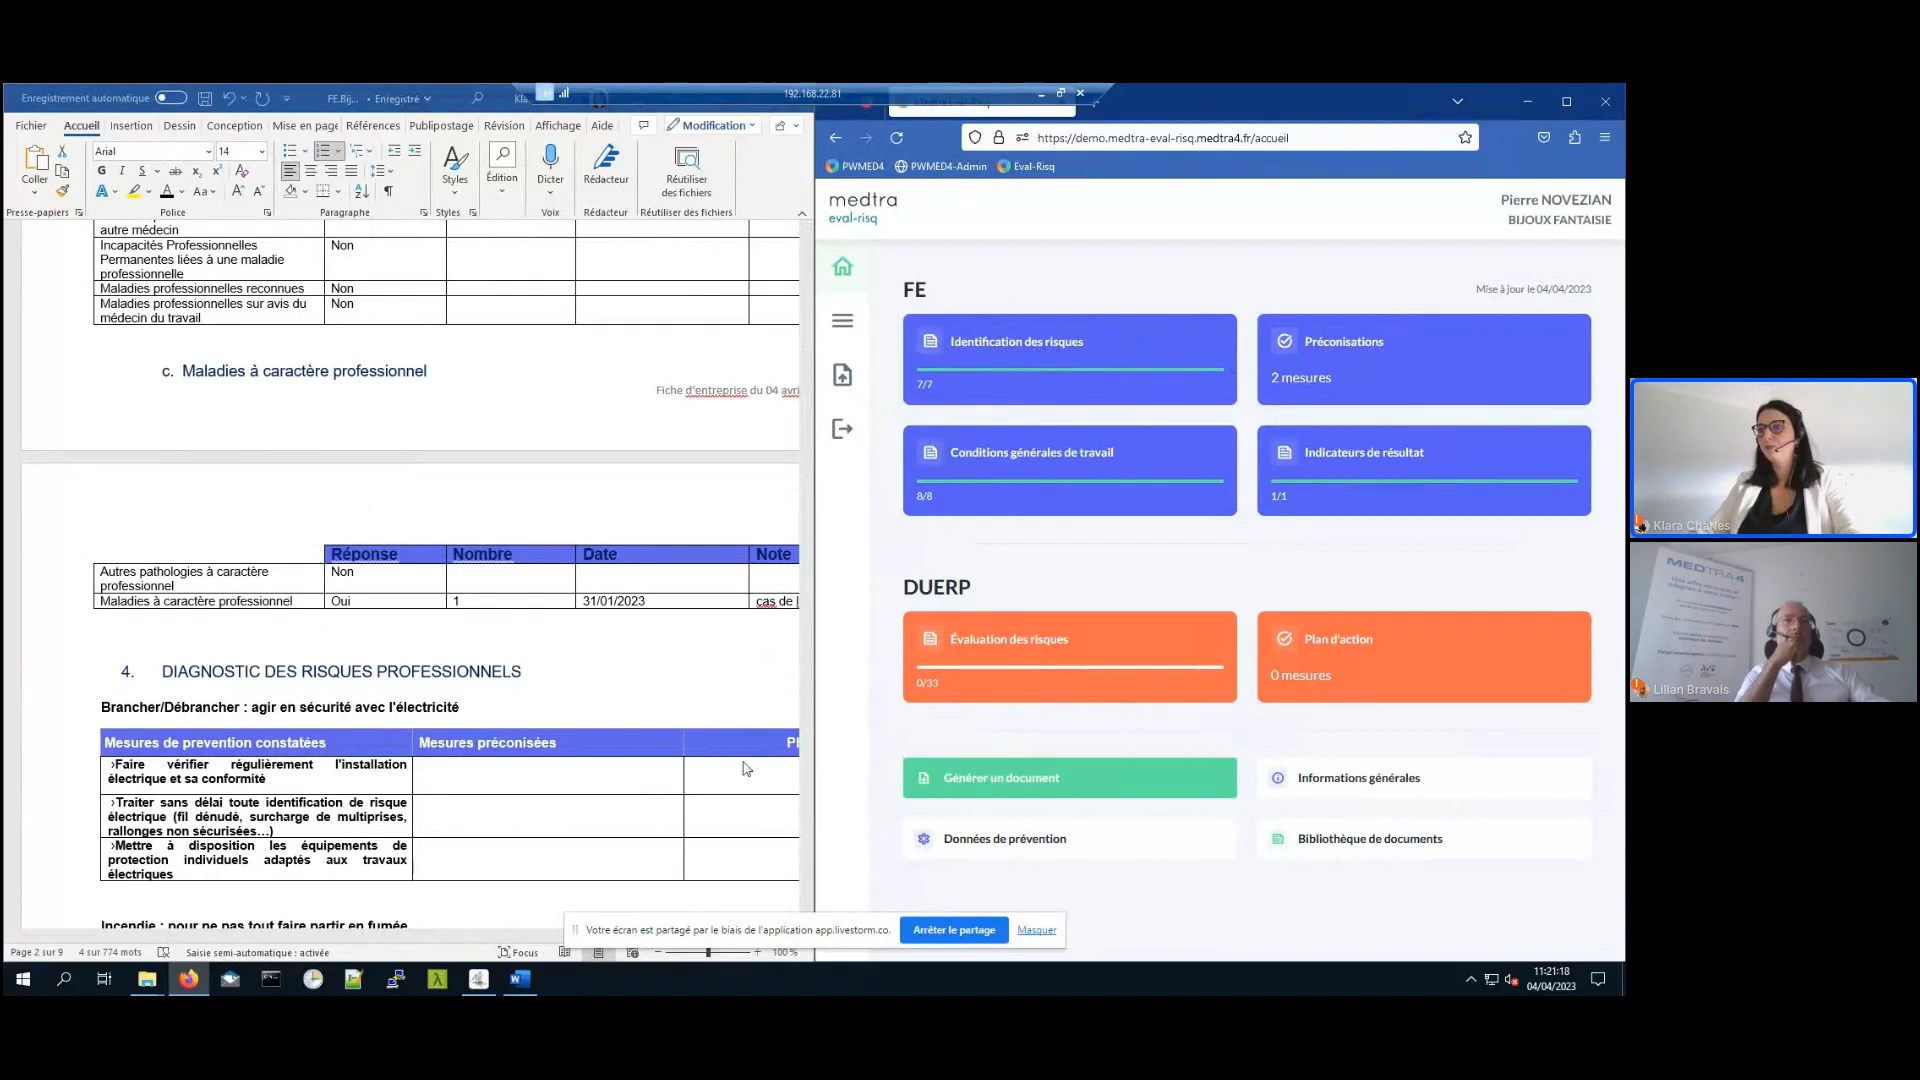 Enregistrement automatique
FE.Bij... • Enregistré
Kla
192.168.22.81
Fichier Accueil Insertion Dessin Conception Mise en page Références Publipostage Révision Affichage Aide
Modification
Arial 14
Coller
G I S ab x₂ x²
A A Aa A A
Styles
Édition
Dicter
Rédacteur
Réutiliser
des fichiers
Presse-papiers Police Paragraphe Styles Voix Rédacteur Réutiliser des fichiers
autre médecin
Incapacités Professionnelles
Permanentes liées à une maladie
professionnelle
Non
Maladies professionnelles reconnues Non
Maladies professionnelles sur avis du
médecin du travail
Non
c. Maladies à caractère professionnel
Fiche d'entreprise du 04 avri
Réponse Nombre Date Note
Autres pathologies à caractère
professionnel
Non
Maladies à caractère professionnel Oui 1 31/01/2023 cas de
4. DIAGNOSTIC DES RISQUES PROFESSIONNELS
Brancher/Débrancher : agir en sécurité avec l'électricité
Mesures de prevention constatées Mesures préconisées Pl
›Faire vérifier régulièrement l'installation
électrique et sa conformité
›Traiter sans délai toute identification de risque
électrique (fil dénudé, surcharge de multiprises,
rallonges non sécurisées…)
›Mettre à disposition les équipements de
protection individuels adaptés aux travaux
électriques
Incendie : pour ne pas tout faire partir en fumée
Page 2 sur 9 4 sur 774 mots Saisie semi-automatique : activée Focus 100 %
https://demo.medtra-eval-risq.medtra4.fr/accueil
PWMED4 PWMED4-Admin Eval-Risq
medtra
eval-risq
Pierre NOVEZIAN
BIJOUX FANTAISIE
FE
Mise à jour le 04/04/2023
Identification des risques
7/7
Préconisations
2 mesures
Conditions générales de travail
8/8
Indicateurs de résultat
1/1
DUERP
Évaluation des risques
0/33
Plan d'action
0 mesures
Générer un document
Informations générales
Données de prévention
Bibliothèque de documents
Votre écran est partagé par le biais de l'application app.livestorm.co.
Arrêter le partage
Masquer
11:21:18
04/04/2023
Klara Charles
MEDTRA4
Une offre
Lilian Bravais